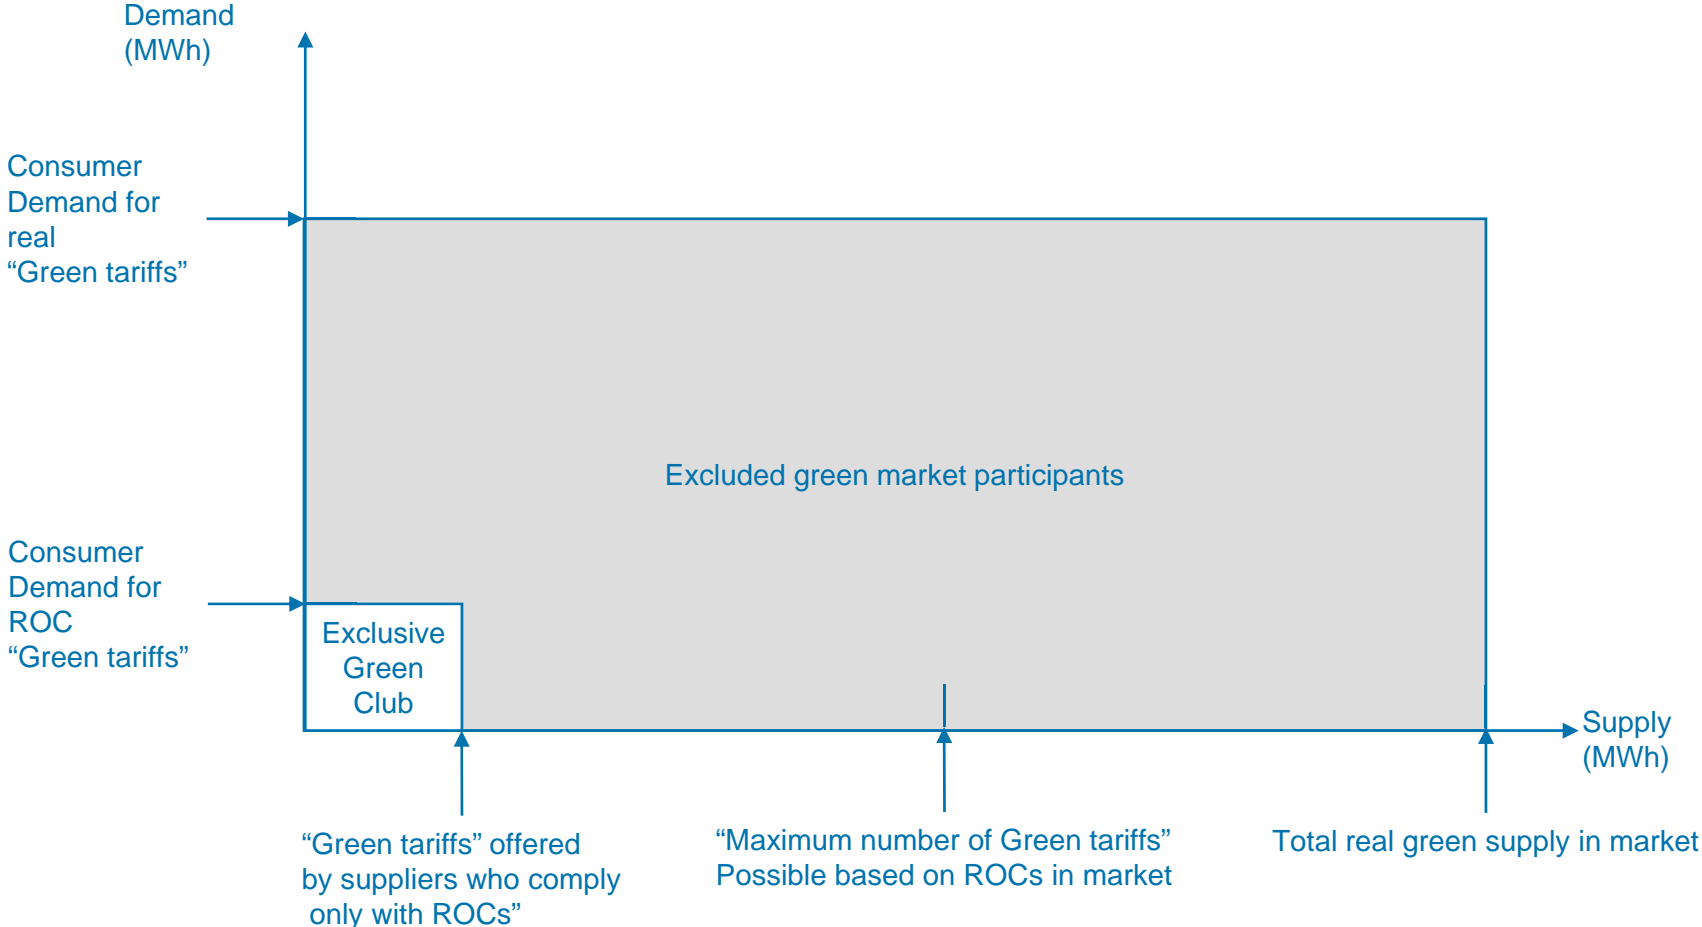 Demand
(MWh)
Consumer
Demand for
real
“Green tariffs”
Excluded green market participants
Consumer
Demand for
ROC
“Green tariffs”
Exclusive
Green
Club
Supply
(MWh)
“Green tariffs” offered
by suppliers who comply
only with ROCs”
“Maximum number of Green tariffs”
Possible based on ROCs in market
Total real green supply in market